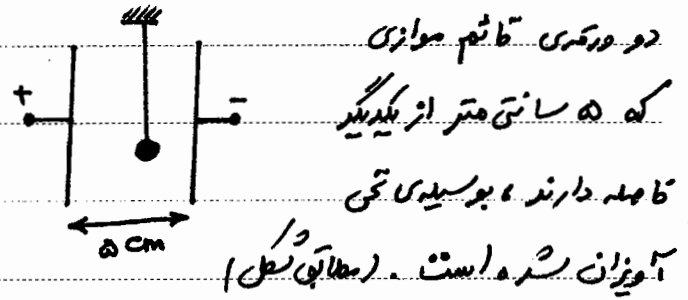 دو ورقه‌ی قائم موازی
که ۵ سانتی متر از یکدیگر
فاصله دارند، بوسیله‌ی نخی
آویزان شده است. (مطابق شکل)
+
-
۵ cm